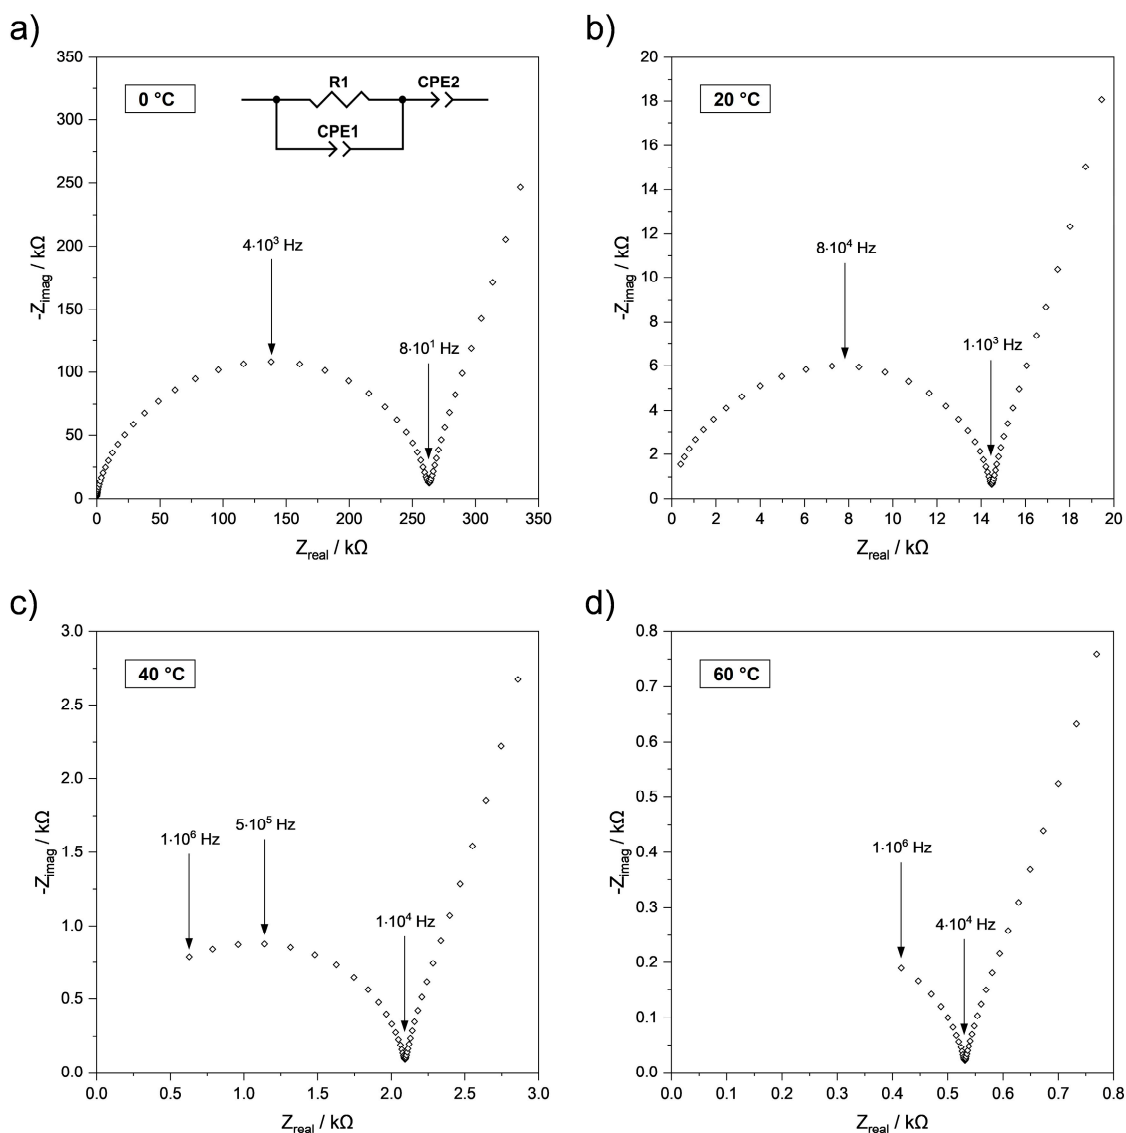 a)
350
300
250
200
150
100
50
0
-Zimag / kΩ
0 °C
R1
CPE1
CPE2
4·10³ Hz
8·10¹ Hz
0 50 100 150 200 250 300 350
Zreal / kΩ
b)
20
18
16
14
12
10
8
6
4
2
0
-Zimag / kΩ
20 °C
8·10⁴ Hz
1·10³ Hz
0 2 4 6 8 10 12 14 16 18 20
Zreal / kΩ
c)
3.0
2.5
2.0
1.5
1.0
0.5
0.0
-Zimag / kΩ
40 °C
1·10⁶ Hz
5·10⁵ Hz
1·10⁴ Hz
0.0 0.5 1.0 1.5 2.0 2.5 3.0
Zreal / kΩ
d)
0.8
0.7
0.6
0.5
0.4
0.3
0.2
0.1
0.0
-Zimag / kΩ
60 °C
1·10⁶ Hz
4·10⁴ Hz
0.0 0.1 0.2 0.3 0.4 0.5 0.6 0.7 0.8
Zreal / kΩ